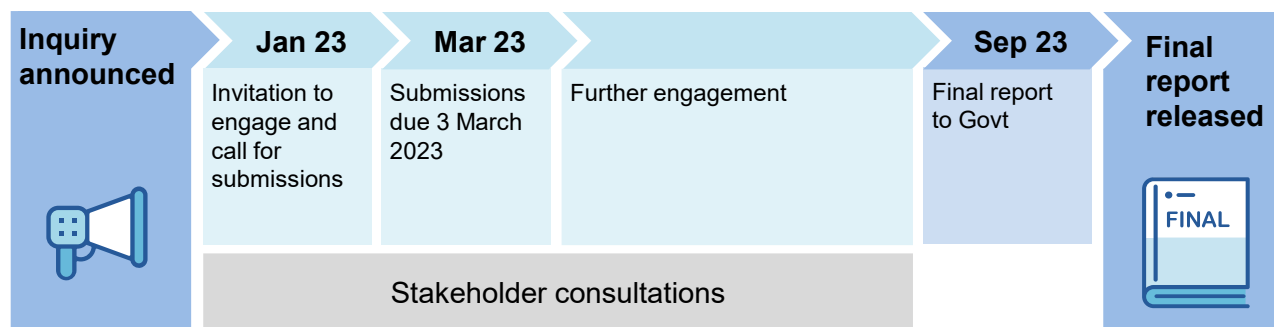 Inquiry
announced
Jan 23
Invitation to
engage and
call for
submissions
Mar 23
Submissions
due 3 March
2023
Further engagement
Stakeholder consultations
Sep 23
Final report
to Govt
Final
report
released
FINAL